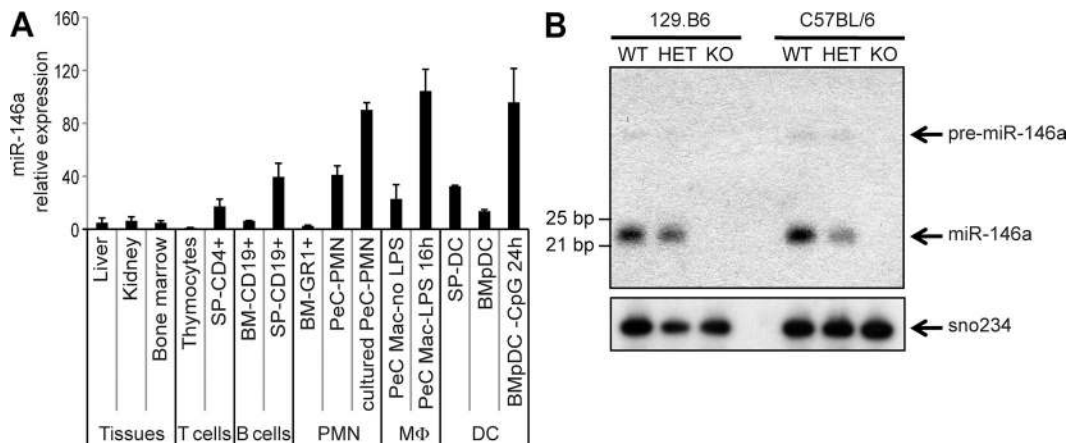 A
miR-146a
relative expression
160
120
80
40
0
Liver
Kidney
Bone marrow
Thymocytes
SP-CD4+
BM-CD19+
SP-CD19+
BM-GR1+
PeC-PMN
cultured PeC-PMN
PeC Mac-no LPS
PeC Mac-LPS 16h
SP-DC
BMpDC
BMpDC -CpG 24h
Tissues
T cells
B cells
PMN
MΦ
DC
B
129.B6
C57BL/6
WT HET KO
WT HET KO
pre-miR-146a
25 bp
21 bp
miR-146a
sno234